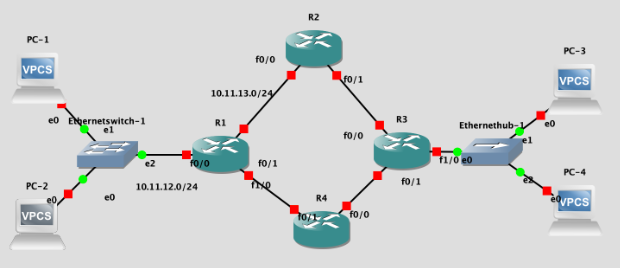 R2
PC-1
PC-3
VPCS
f0/0
VPCS
f0/1
10.11.13.0/24
e0
Ethernetswitch-1
e1
R1
R3
Ethernethub-1
e0
f0/0
e1
e2
f0/0
f0/1
f1/0
e0
PC-2
10.11.12.0/24
f1/0
f0/1
e2
PC-4
e0
e0
R4
e0
VPCS
f0/1
f0/0
VPCS